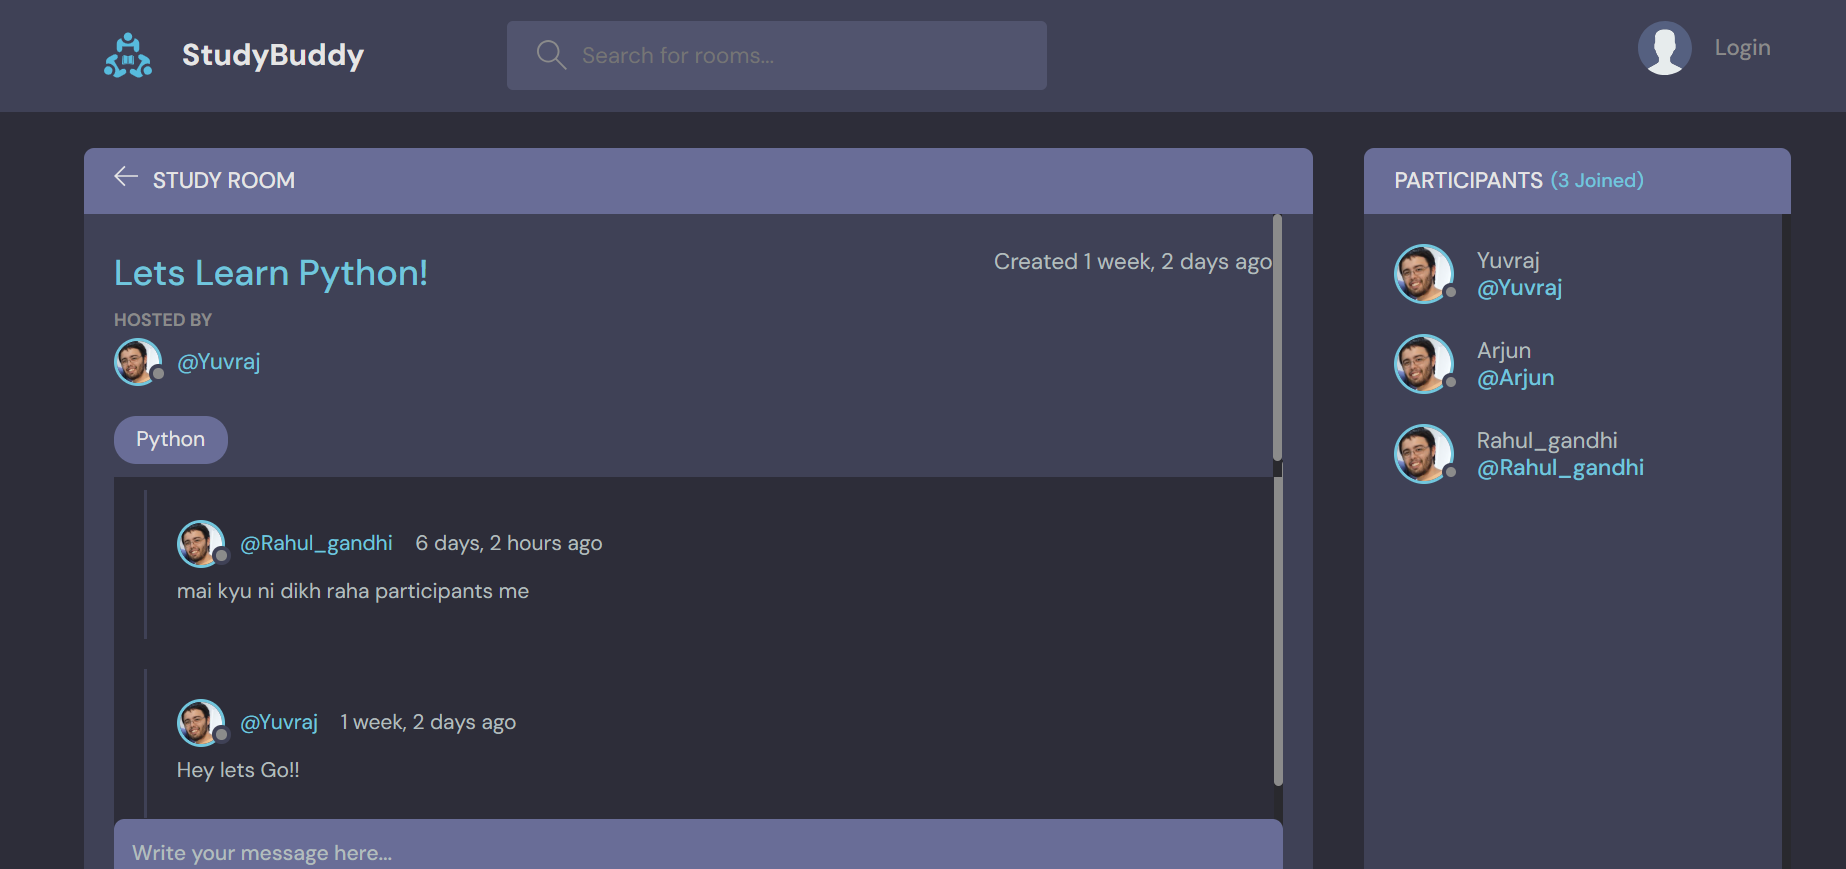 StudyBuddy
Search for rooms...
Login
STUDY ROOM
Lets Learn Python!
Created 1 week, 2 days ago
HOSTED BY
@Yuvraj
Python
@Rahul_gandhi 6 days, 2 hours ago
mai kyu ni dikh raha participants me
@Yuvraj 1 week, 2 days ago
Hey lets Go!!
Write your message here...
PARTICIPANTS (3 Joined)
Yuvraj
@Yuvraj
Arjun
@Arjun
Rahul_gandhi
@Rahul_gandhi